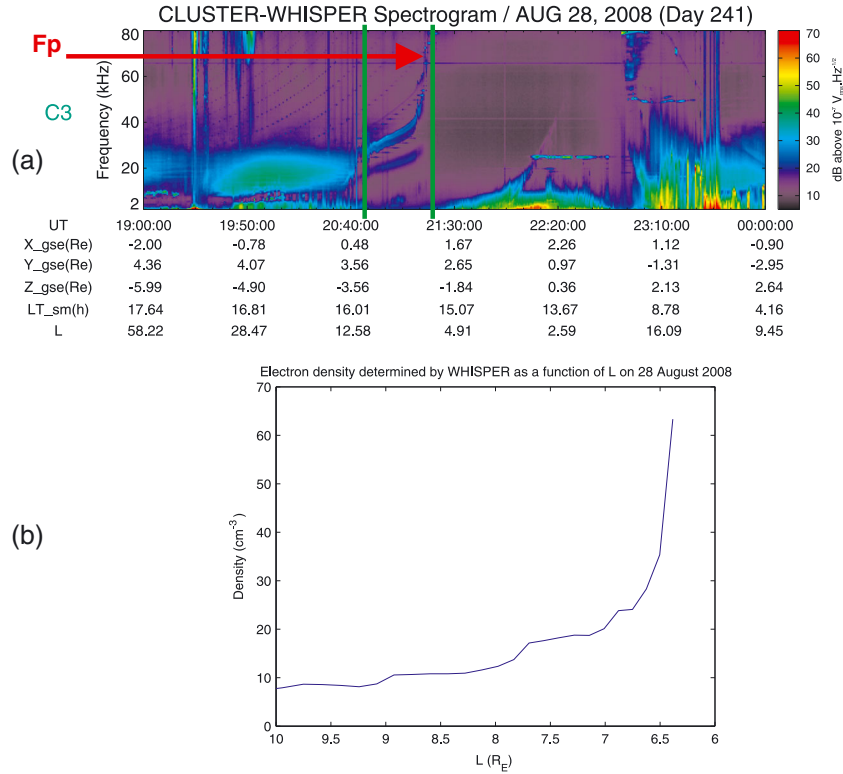 CLUSTER-WHISPER Spectrogram / AUG 28, 2008 (Day 241)
Fp
C3
(a)
Frequency (kHz)
80
60
40
20
2
70
60
50
40
30
20
10
dB above 10⁻⁷ Vrms.Hz⁻¹/²
UT 19:00:00 19:50:00 20:40:00 21:30:00 22:20:00 23:10:00 00:00:00
X_gse(Re) -2.00 -0.78 0.48 1.67 2.26 1.12 -0.90
Y_gse(Re) 4.36 4.07 3.56 2.65 0.97 -1.31 -2.95
Z_gse(Re) -5.99 -4.90 -3.56 -1.84 0.36 2.13 2.64
LT_sm(h) 17.64 16.81 16.01 15.07 13.67 8.78 4.16
L 58.22 28.47 12.58 4.91 2.59 16.09 9.45
Electron density determined by WHISPER as a function of L on 28 August 2008
(b)
Density (cm⁻³)
70
60
50
40
30
20
10
0
10 9.5 9 8.5 8 7.5 7 6.5 6
L (R_E)